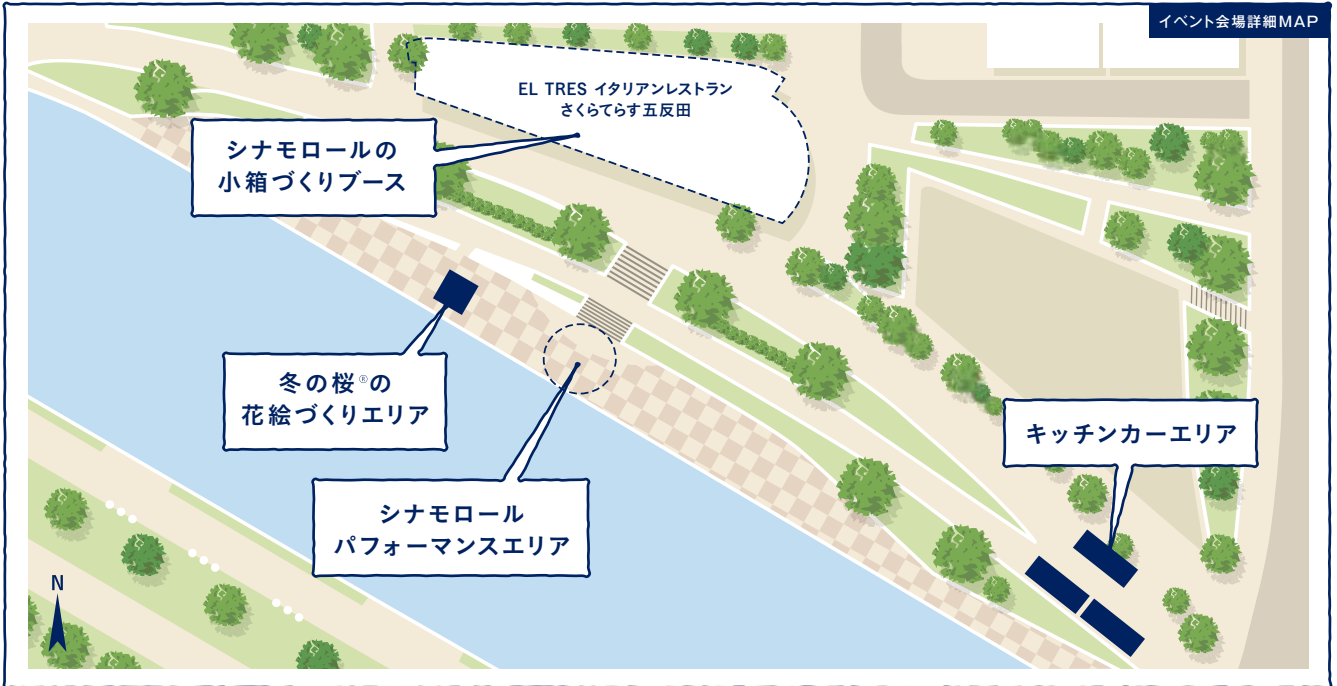 イベント会場詳細MAP
EL TRES イタリアンレストラン
さくらてらす五反田
シナモロールの
小箱づくりブース
冬の桜®の
花絵づくりエリア
シナモロール
パフォーマンスエリア
キッチンカーエリア
N